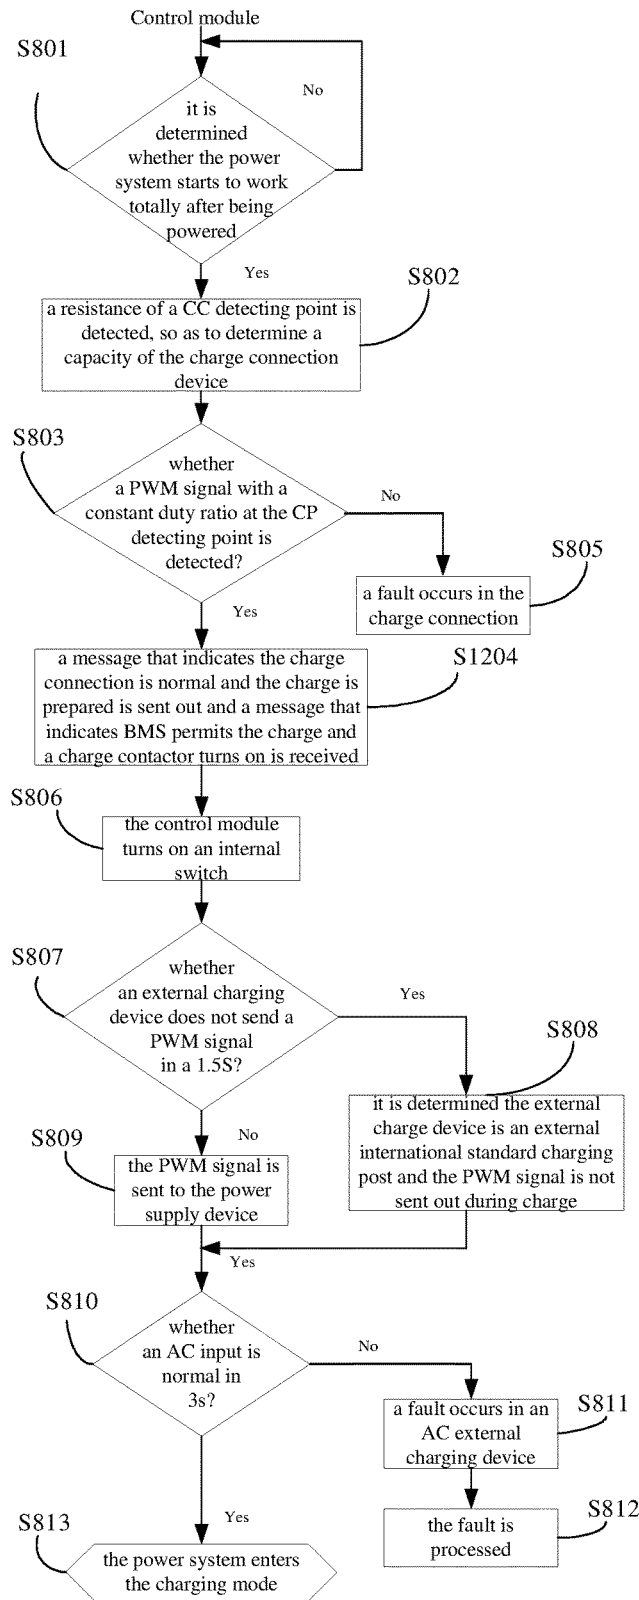 Control module
S801
No
it is
determined
whether the power
system starts to work
totally after being
powered
Yes
S802
a resistance of a CC detecting point is
detected, so as to determine a
capacity of the charge connection
device
S803
whether
a PWM signal with a
constant duty ratio at the CP
detecting point is
detected?
No
S805
a fault occurs in the
charge connection
Yes
S1204
a message that indicates the charge
connection is normal and the charge is
prepared is sent out and a message that
indicates BMS permits the charge and
a charge contactor turns on is received
S806
the control module
turns on an internal
switch
S807
whether
an external charging
device does not send a
PWM signal
in a 1.5S?
Yes
S808
it is determined the external
charge device is an external
international standard charging
post and the PWM signal is not
sent out during charge
No
S809
the PWM signal is
sent to the power
supply device
Yes
S810
whether
an AC input is
normal in
3s?
No
S811
a fault occurs in an
AC external
charging device
S812
the fault is
processed
Yes
S813
the power system enters
the charging mode